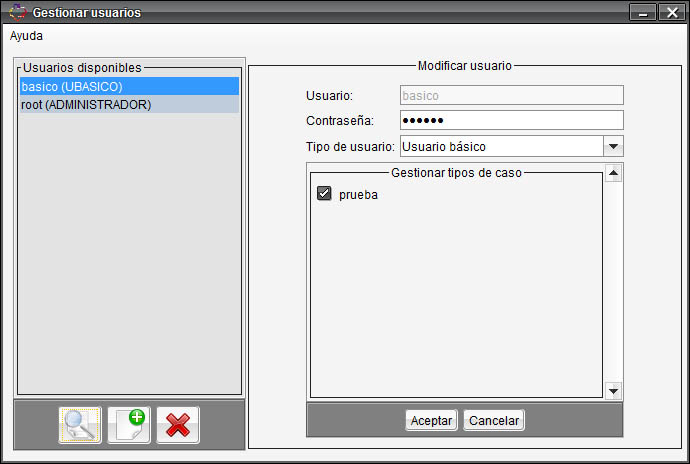 Gestionar usuarios
Ayuda
Usuarios disponibles
basico (UBASICO)
root (ADMINISTRADOR)
Modificar usuario
Usuario: basico
Contraseña: ••••••
Tipo de usuario: Usuario básico
Gestionar tipos de caso
prueba
Aceptar Cancelar